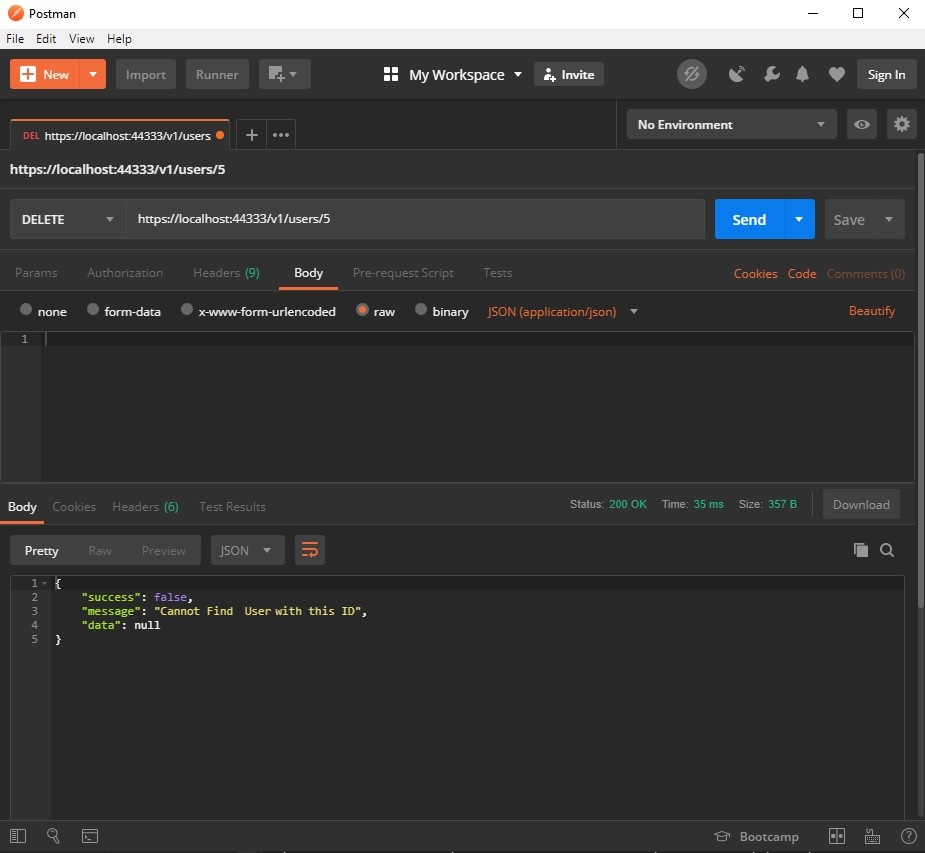 Postman
File Edit View Help
New Import Runner My Workspace Invite Sign In
DEL https://localhost:44333/v1/users No Environment
https://localhost:44333/v1/users/5
DELETE https://localhost:44333/v1/users/5 Send Save
Params Authorization Headers (9) Body Pre-request Script Tests Cookies Code Comments (0)
none form-data x-www-form-urlencoded raw binary JSON (application/json) Beautify
1
Body Cookies Headers (6) Test Results Status: 200 OK Time: 35 ms Size: 357 B Download
Pretty Raw Preview JSON
1 {
2 "success": false,
3 "message": "Cannot Find  User with this ID",
4 "data": null
5 }
Bootcamp